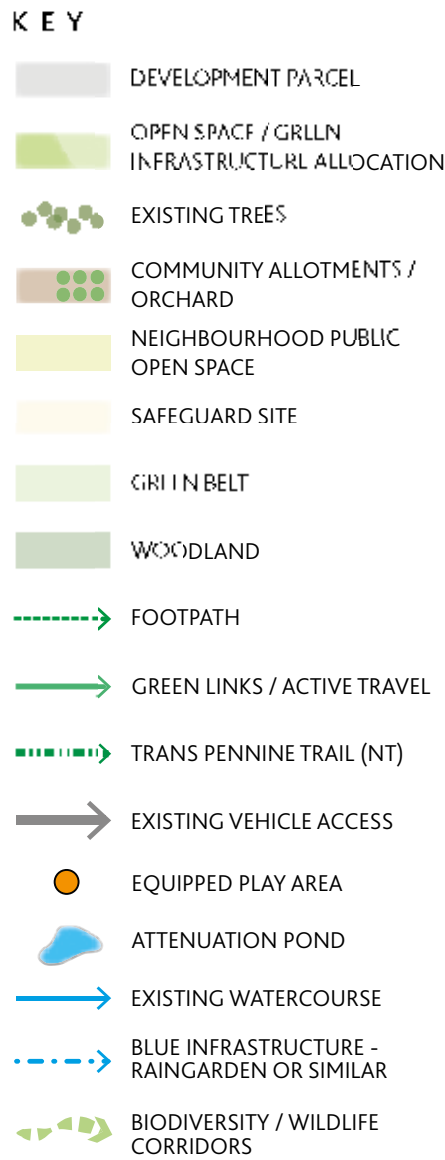 KEY
DEVELOPMENT PARCEL
OPEN SPACE / GREEN
INFRASTRUCTURE ALLOCATION
EXISTING TREES
COMMUNITY ALLOTMENTS /
ORCHARD
NEIGHBOURHOOD PUBLIC
OPEN SPACE
SAFEGUARD SITE
GREEN BELT
WOODLAND
FOOTPATH
GREEN LINKS / ACTIVE TRAVEL
TRANS PENNINE TRAIL (NT)
EXISTING VEHICLE ACCESS
EQUIPPED PLAY AREA
ATTENUATION POND
EXISTING WATERCOURSE
BLUE INFRASTRUCTURE -
RAINGARDEN OR SIMILAR
BIODIVERSITY / WILDLIFE
CORRIDORS